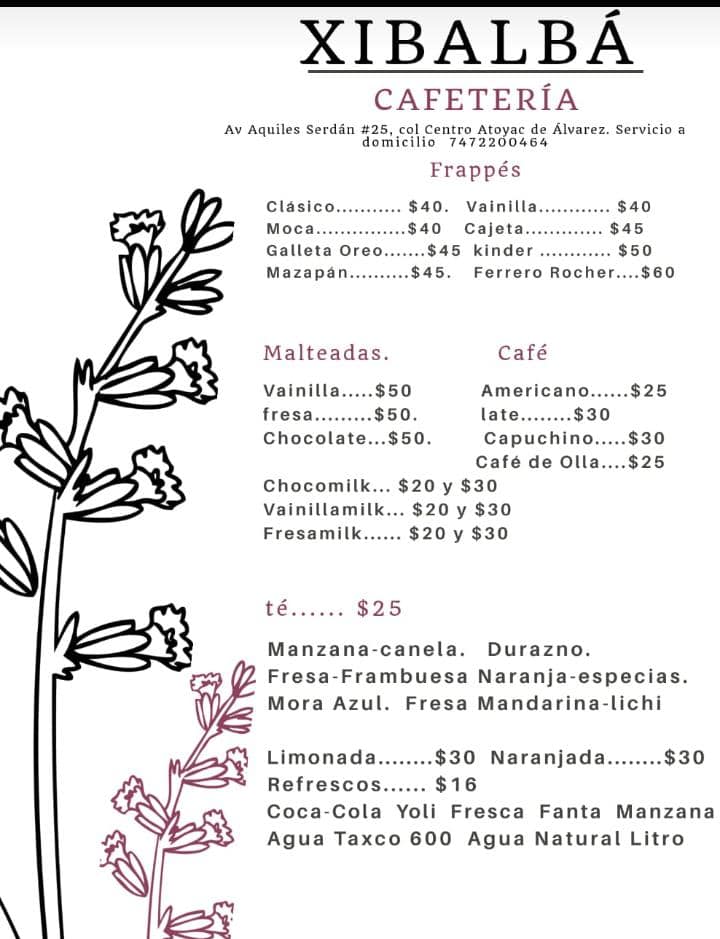 XIBALBÁ
CAFETERÍA
Av Aquiles Serdán #25, col Centro Atoyac de Álvarez. Servicio a
domicilio 7472200464
Frappés
Clásico........... $40. Vainilla............ $40
Moca...............$40 Cajeta............. $45
Galleta Oreo.......$45 kinder ............ $50
Mazapán..........$45. Ferrero Rocher....$60
Malteadas. Café
Vainilla.....$50 Americano......$25
fresa.........$50. late........$30
Chocolate...$50. Capuchino.....$30
Café de Olla....$25
Chocomilk... $20 y $30
Vainillamilk... $20 y $30
Fresamilk...... $20 y $30
té...... $25
Manzana-canela. Durazno.
Fresa-Frambuesa Naranja-especias.
Mora Azul. Fresa Mandarina-lichi
Limonada........$30 Naranjada........$30
Refrescos...... $16
Coca-Cola Yoli Fresca Fanta Manzana
Agua Taxco 600 Agua Natural Litro